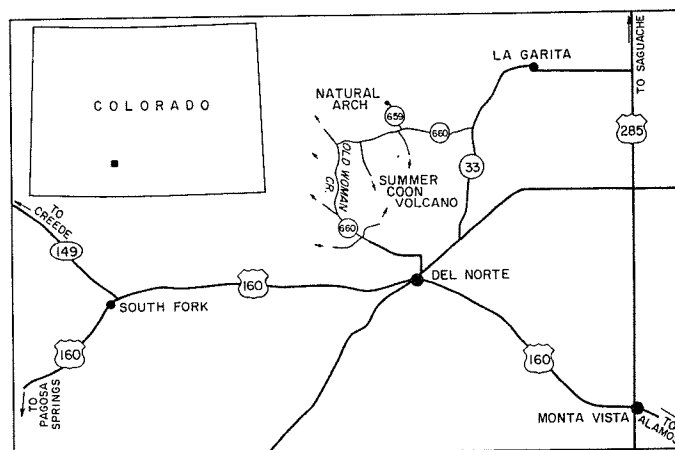 COLORADO
LA GARITA
TO SAGUACHE
NATURAL
ARCH
659
660
285
OLD WOMAN
CR.
SUMMER
COON
VOLCANO
33
TO
CREEDE
149
660
160
DEL NORTE
SOUTH FORK
160
160
TO
PAGOSA
SPRINGS
MONTA VISTA
TO
ALAMOS